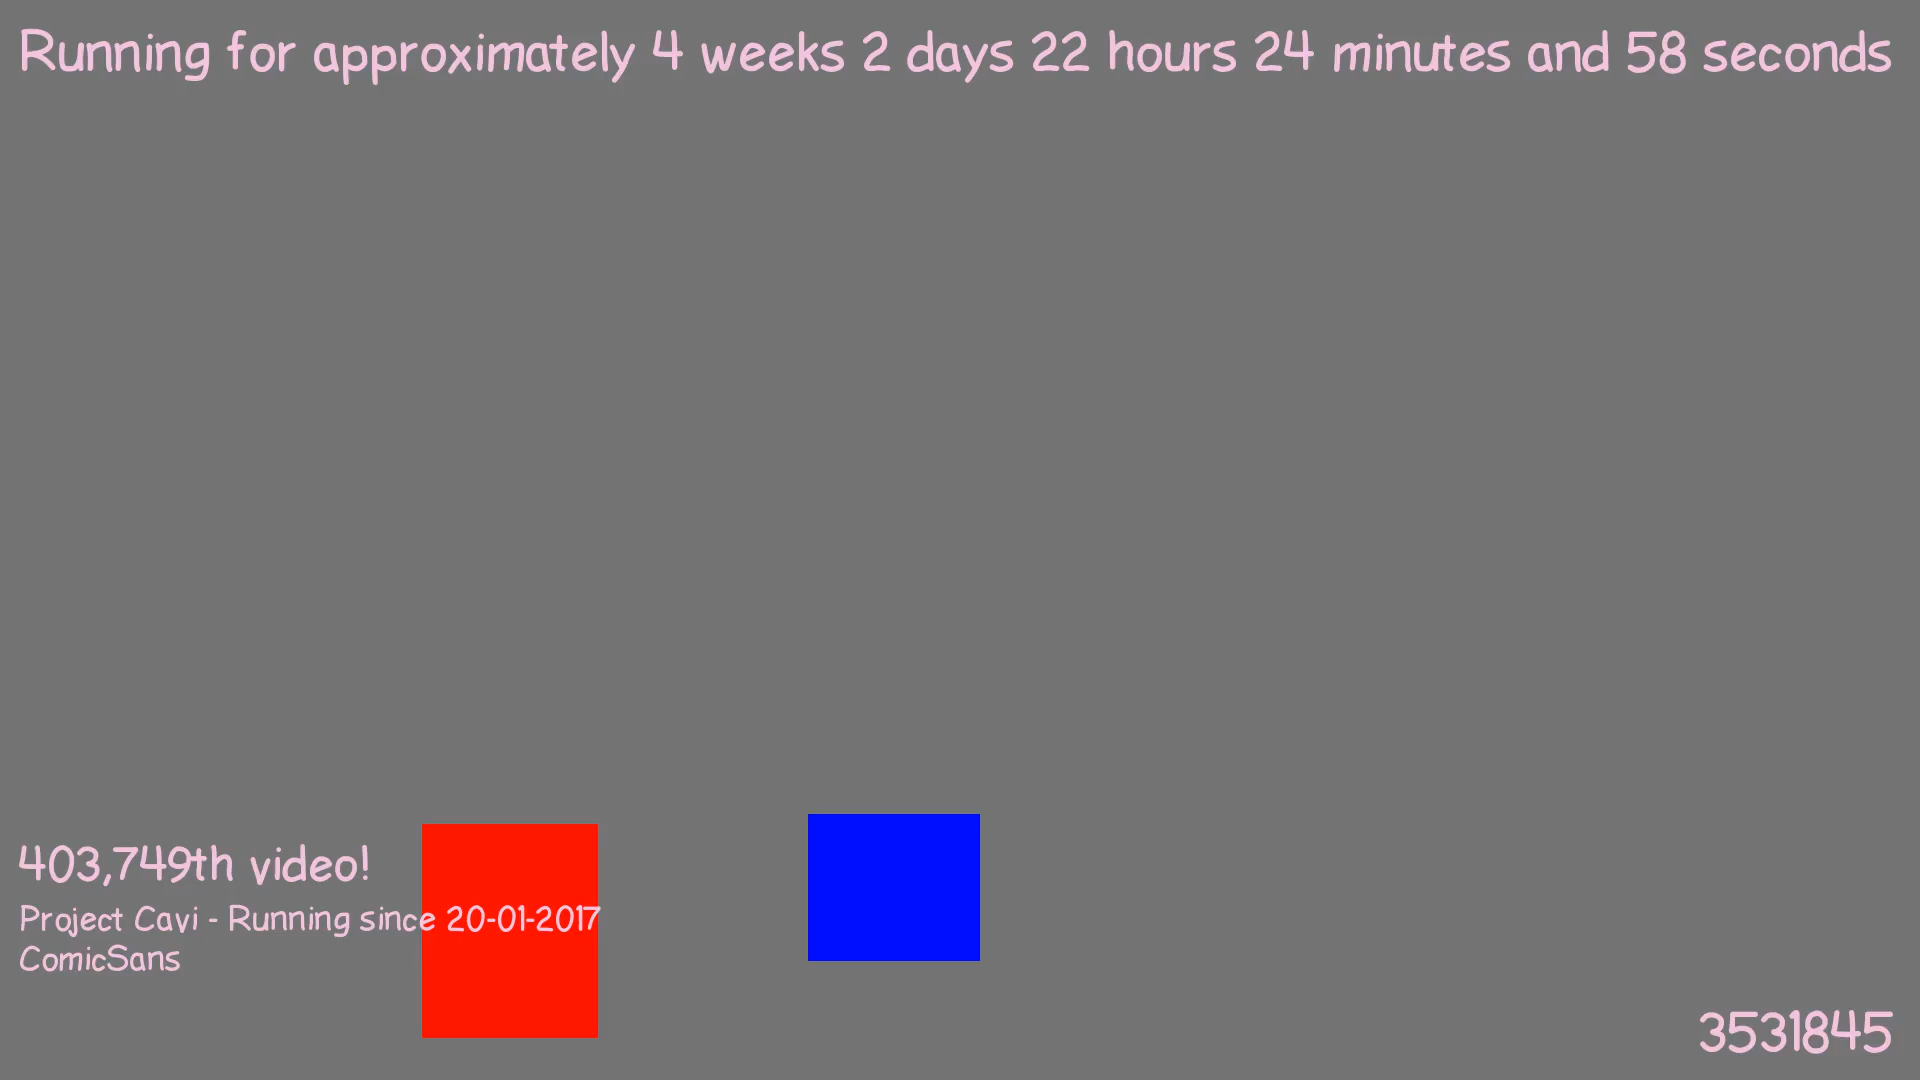 Running for approximately 4 weeks 2 days 22 hours 24 minutes and 58 seconds
403,749th video!
Project Cavi - Running since 20-01-2017
ComicSans
3531845